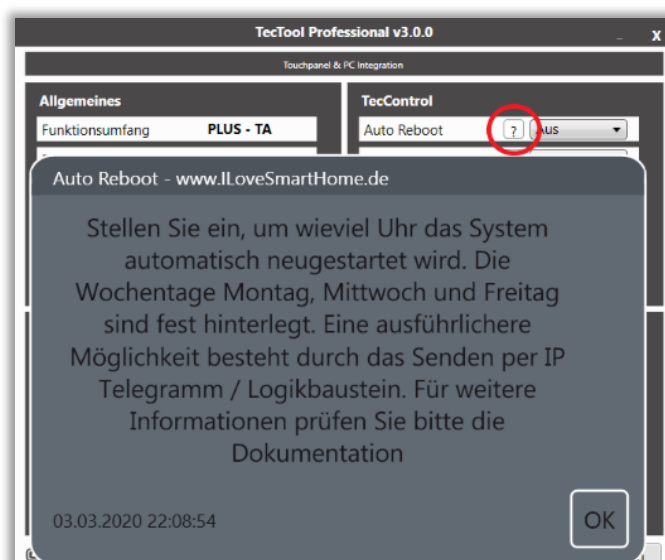 TecTool Professional v3.0.0
_ X
Touchpanel & PC Integration
Allgemeines
TecControl
Funktionsumfang PLUS - TA
Auto Reboot ? Aus
Auto Reboot - www.ILoveSmartHome.de
Stellen Sie ein, um wieviel Uhr das System
automatisch neugestartet wird. Die
Wochentage Montag, Mittwoch und Freitag
sind fest hinterlegt. Eine ausführlichere
Möglichkeit besteht durch das Senden per IP
Telegramm / Logikbaustein. Für weitere
Informationen prüfen Sie bitte die
Dokumentation
03.03.2020 22:08:54
OK